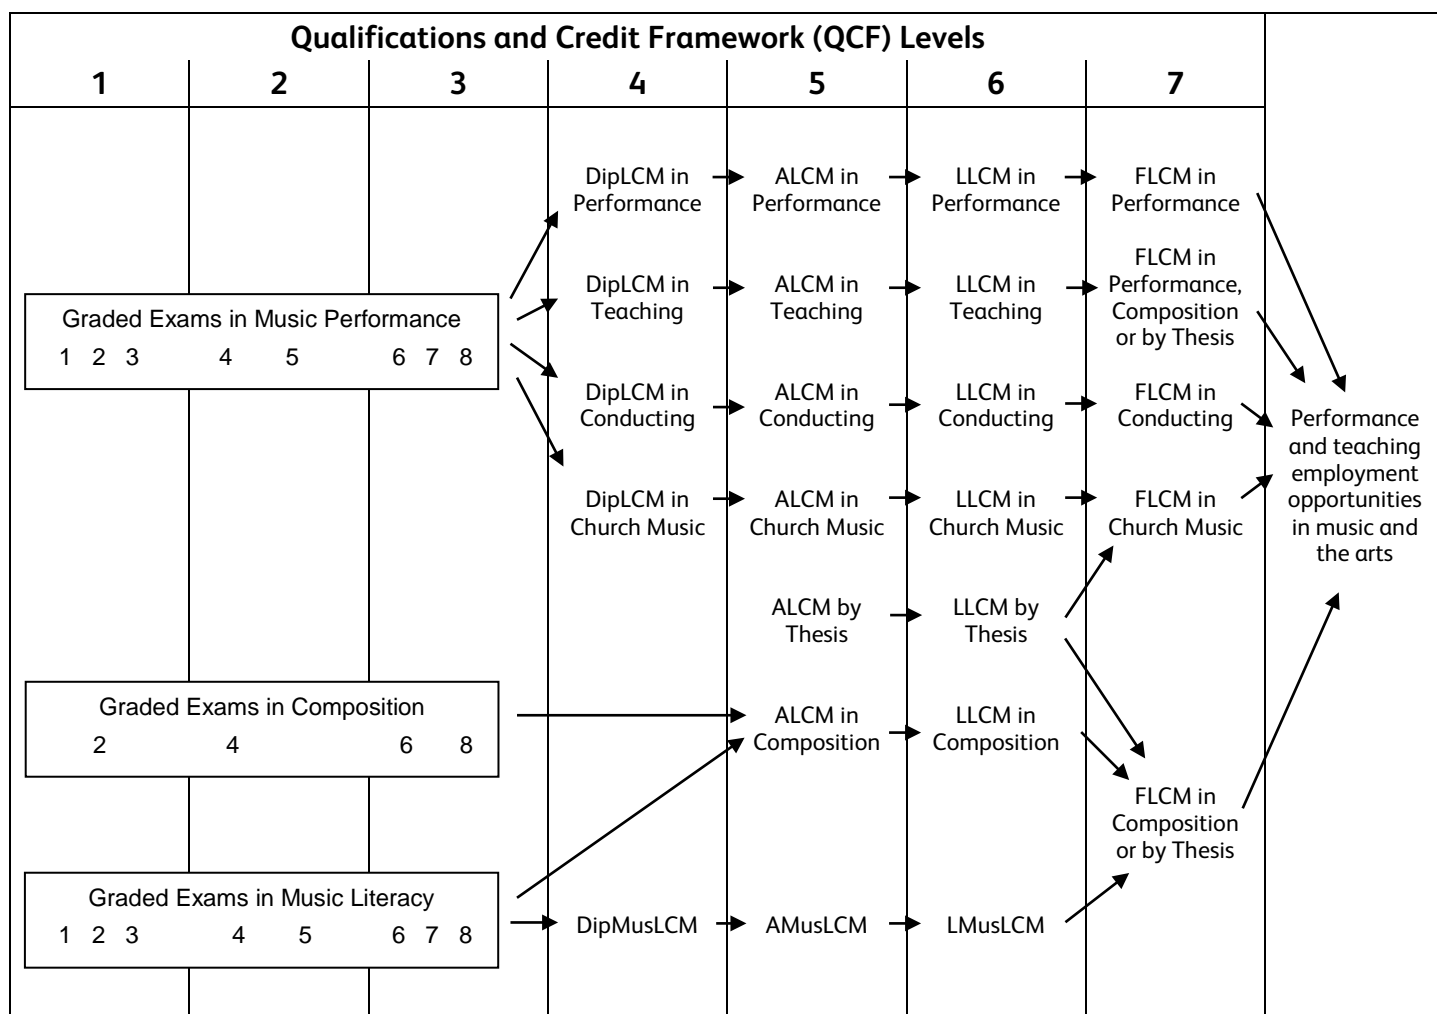 Qualifications and Credit Framework (QCF) Levels
1 2 3 4 5 6 7
DipLCM in
Performance
ALCM in
Performance
LLCM in
Performance
FLCM in
Performance
Graded Exams in Music Performance
1 2 3 4 5 6 7 8
DipLCM in
Teaching
ALCM in
Teaching
LLCM in
Teaching
FLCM in
Performance,
Composition
or by Thesis
DipLCM in
Conducting
ALCM in
Conducting
LLCM in
Conducting
FLCM in
Conducting
DipLCM in
Church Music
ALCM in
Church Music
LLCM in
Church Music
FLCM in
Church Music
Performance
and teaching
employment
opportunities
in music and
the arts
ALCM by
Thesis
LLCM by
Thesis
Graded Exams in Composition
2 4 6 8
ALCM in
Composition
LLCM in
Composition
FLCM in
Composition
or by Thesis
Graded Exams in Music Literacy
1 2 3 4 5 6 7 8
DipMusLCM
AMusLCM
LMusLCM